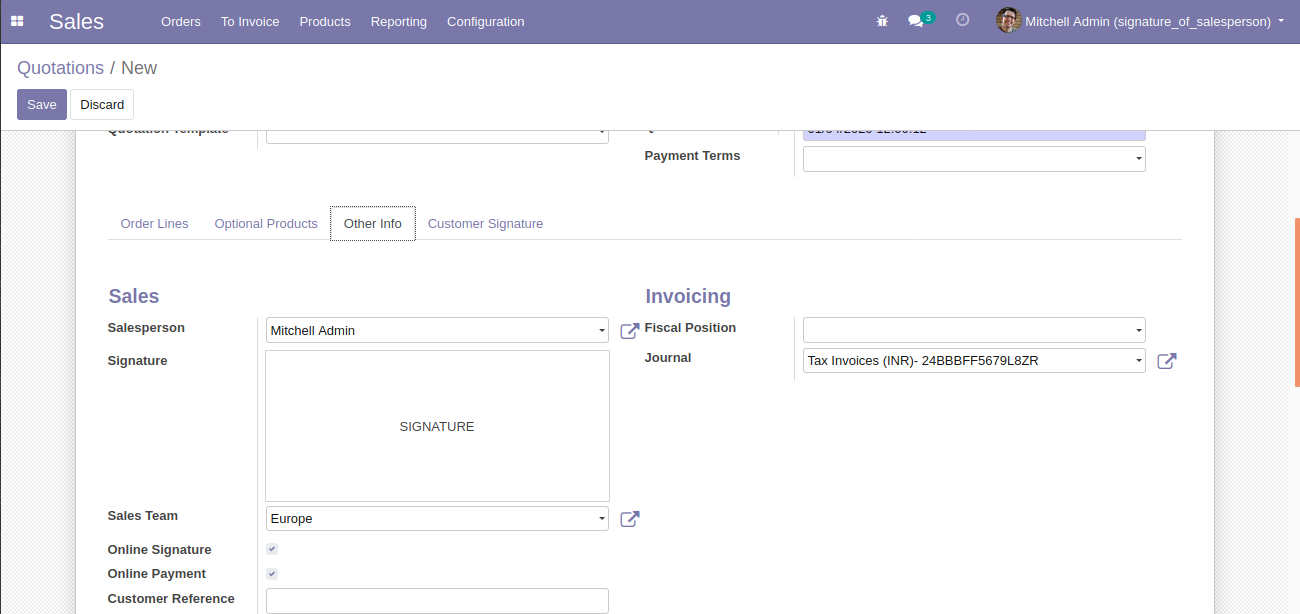 Sales Orders To Invoice Products Reporting Configuration 3 Mitchell Admin (signature_of_salesperson)
Quotations / New
Save Discard
Quotation Template
Payment Terms
Order Lines Optional Products Other Info Customer Signature
Sales Invoicing
Salesperson Mitchell Admin Fiscal Position
Signature Journal Tax Invoices (INR)- 24BBBFF5679L8ZR
SIGNATURE
Sales Team Europe
Online Signature
Online Payment
Customer Reference